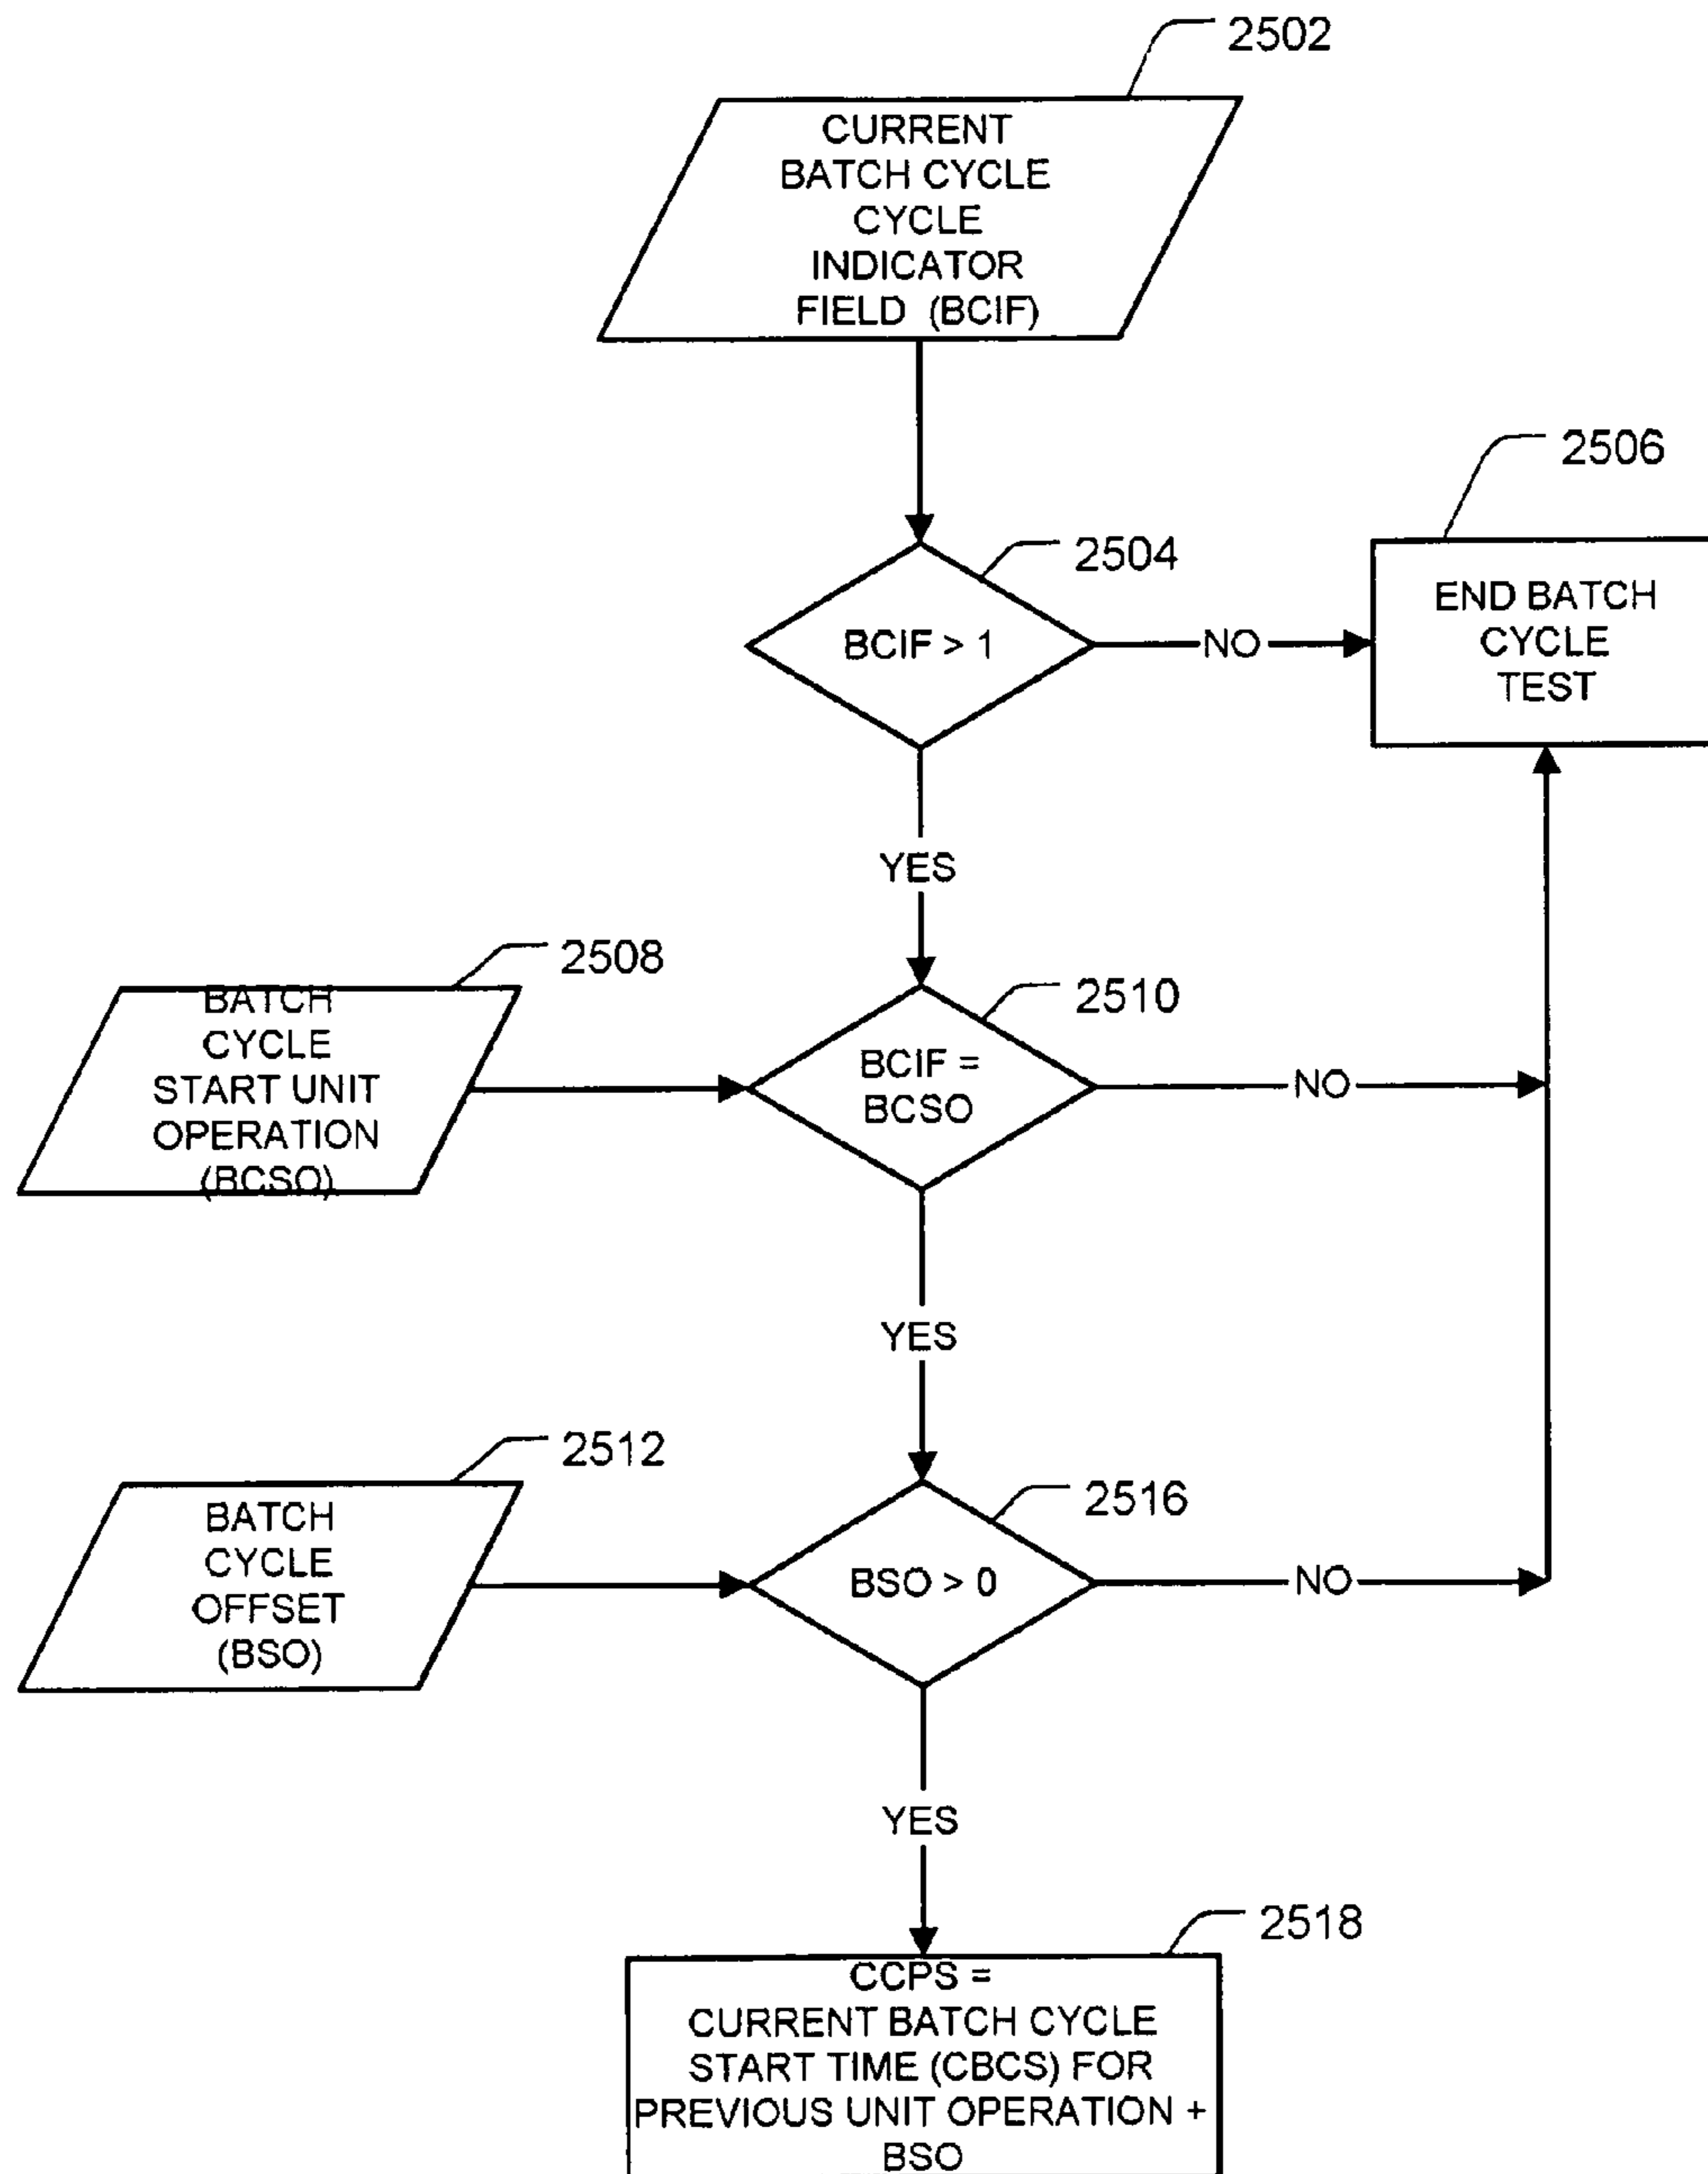 2502
CURRENT
BATCH CYCLE
CYCLE
INDICATOR
FIELD (BCIF)
2506
2504
BCIF > 1
NO
END BATCH
CYCLE
TEST
YES
2508
2510
BATCH
CYCLE
START UNIT
OPERATION
(BCSO)
BCIF =
BCSO
NO
YES
2512
2516
BATCH
CYCLE
OFFSET
(BSO)
BSO > 0
NO
YES
2518
CCPS =
CURRENT BATCH CYCLE
START TIME (CBCS) FOR
PREVIOUS UNIT OPERATION +
BSO